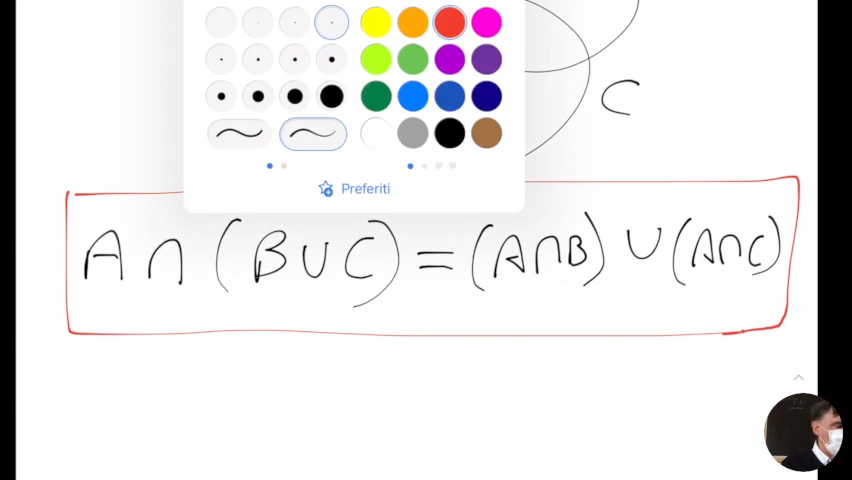 Preferiti
C
A ∩ (B ∪ C) = (A∩B) ∪ (A∩C)